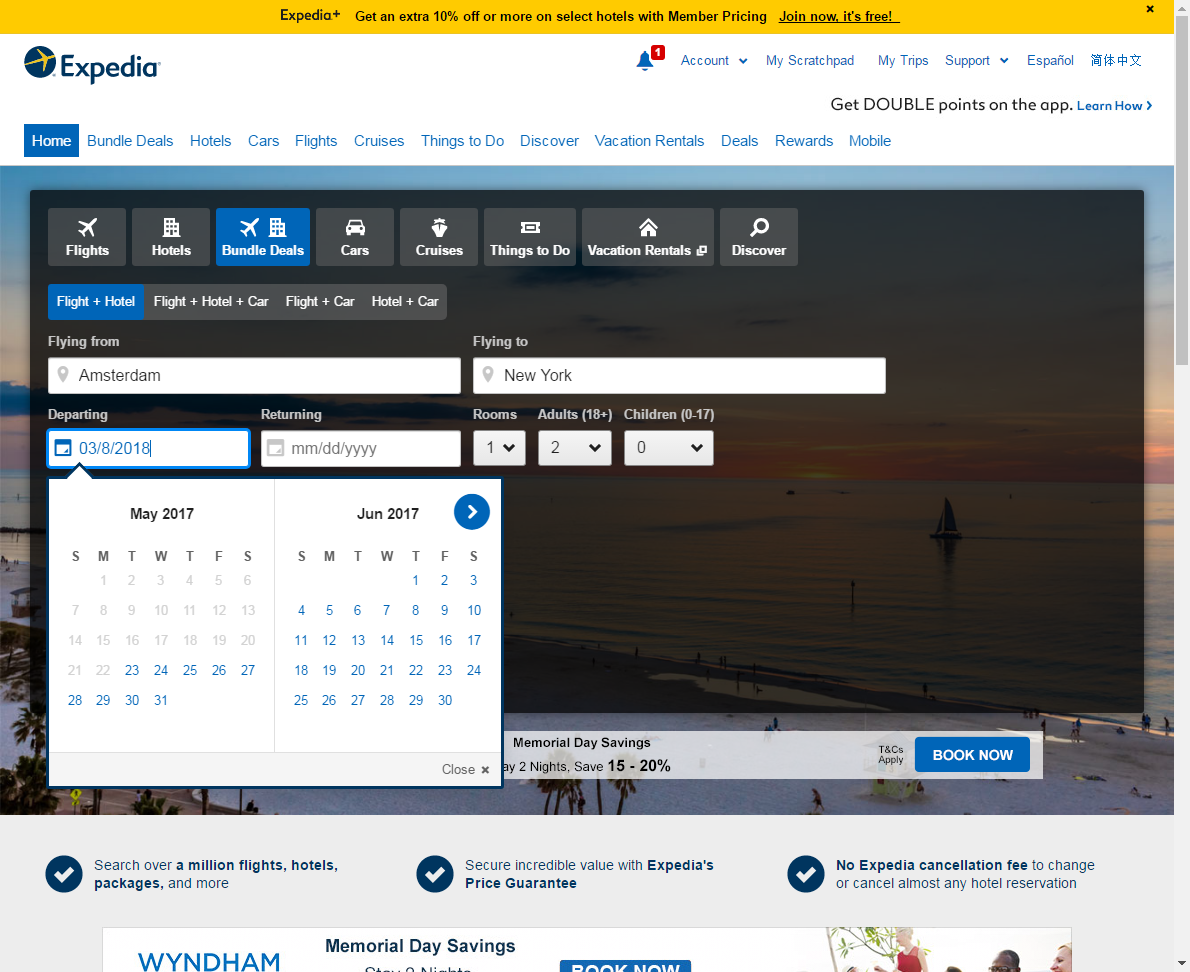 Expedia+ Get an extra 10% off or more on select hotels with Member Pricing Join now, it's free! ×
Expedia
1 Account My Scratchpad My Trips Support Español 简体中文
Get DOUBLE points on the app. Learn How ›
Home Bundle Deals Hotels Cars Flights Cruises Things to Do Discover Vacation Rentals Deals Rewards Mobile
Flights Hotels Bundle Deals Cars Cruises Things to Do Vacation Rentals Discover
Flight + Hotel Flight + Hotel + Car Flight + Car Hotel + Car
Flying from Flying to
Amsterdam New York
Departing Returning Rooms Adults (18+) Children (0-17)
03/8/2018 mm/dd/yyyy 1 2 0
May 2017 Jun 2017
S M T W T F S S M T W T F S
1 2 3 4 5 6 1 2 3
7 8 9 10 11 12 13 4 5 6 7 8 9 10
14 15 16 17 18 19 20 11 12 13 14 15 16 17
21 22 23 24 25 26 27 18 19 20 21 22 23 24
28 29 30 31 25 26 27 28 29 30
Close ×
Memorial Day Savings
ay 2 Nights, Save 15 - 20%
T&Cs
Apply
BOOK NOW
Search over a million flights, hotels,
packages, and more
Secure incredible value with Expedia's
Price Guarantee
No Expedia cancellation fee to change
or cancel almost any hotel reservation
WYNDHAM
Memorial Day Savings
Stay 2 Nights
BOOK NOW